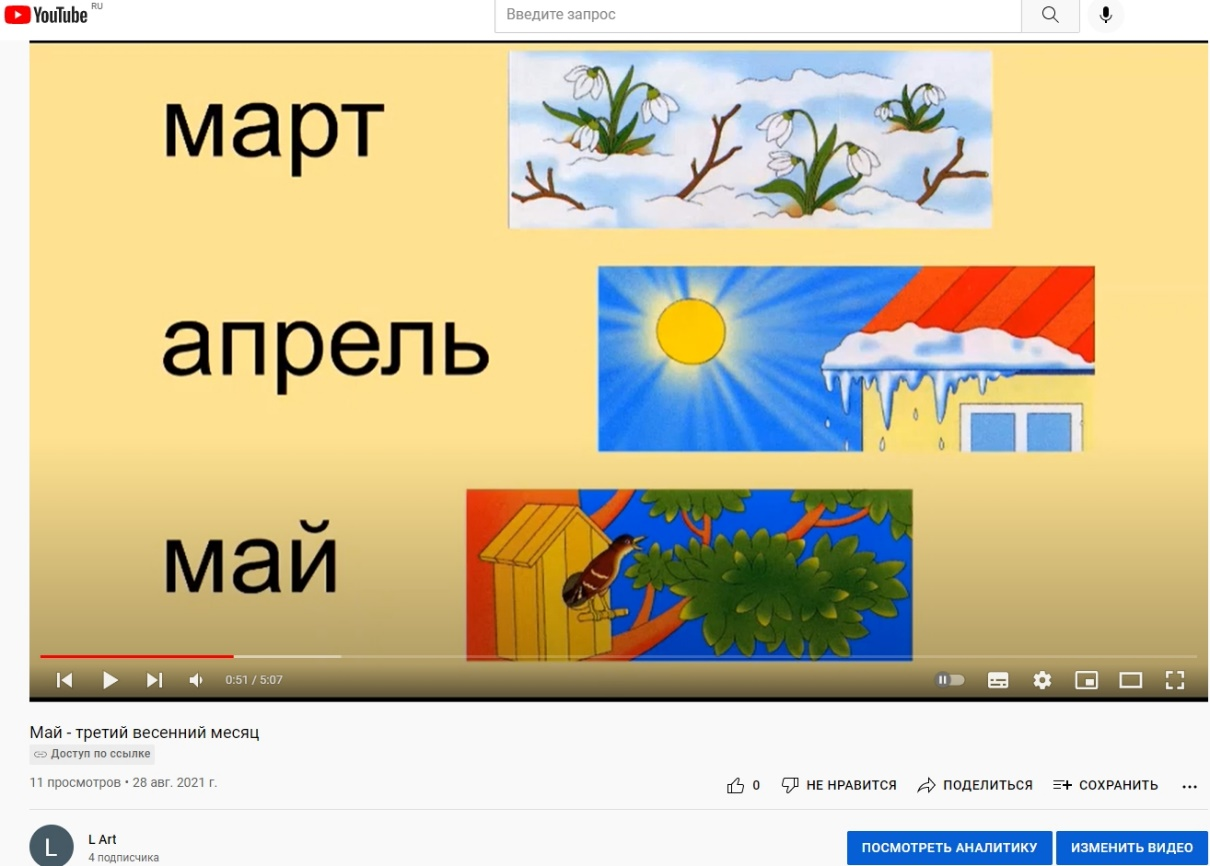 YouTube RU
Введите запрос
март
апрель
май
0:51 / 5:07
Май - третий весенний месяц
Доступ по ссылке
11 просмотров • 28 авг. 2021 г.
0 НЕ НРАВИТСЯ ПОДЕЛИТЬСЯ СОХРАНИТЬ ...
L
L Art
4 подписчика
ПОСМОТРЕТЬ АНАЛИТИКУ ИЗМЕНИТЬ ВИДЕО